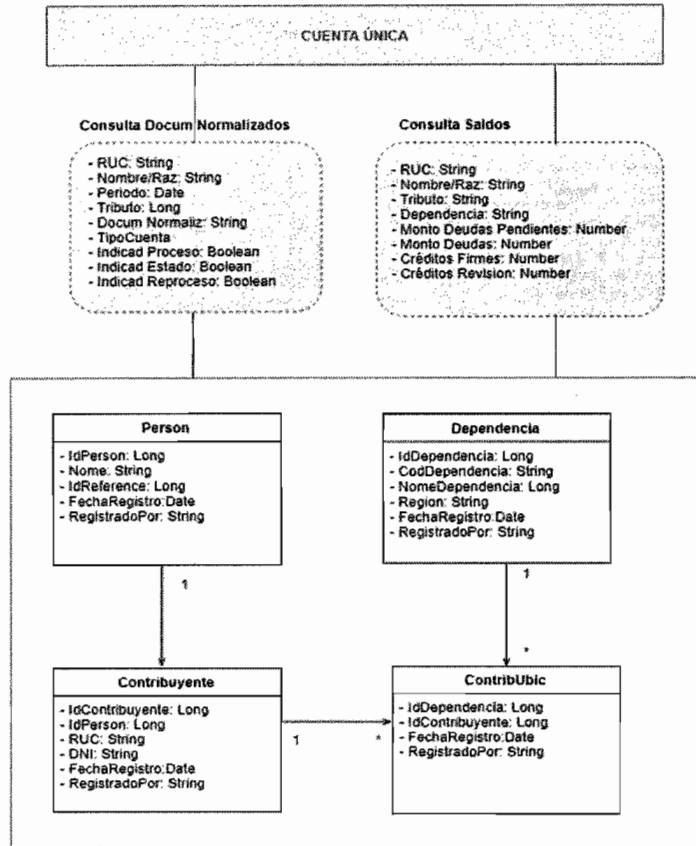 CUENTA ÚNICA
Consulta Docum Normalizados
- RUC: String
- Nombre/Raz: String
- Periodo: Date
- Tributo: Long
- Docum Normaliz: String
- TipoCuenta
- Indicad Proceso: Boolean
- Indicad Estado: Boolean
- Indicad Reproceso: Boolean
Consulta Saldos
- RUC: String
- Nombre/Raz: String
- Tributo: String
- Dependencia: String
- Monto Deudas Pendientes: Number
- Monto Deudas: Number
- Créditos Firmes: Number
- Créditos Revision: Number
Person
- IdPerson: Long
- Nome: String
- IdReference: Long
- FechaRegistro:Date
- RegistradoPor: String
Dependencia
- IdDependencia: Long
- CodDependencia: String
- NomeDependencia: Long
- Region: String
- FechaRegistro:Date
- RegistradoPor: String
1
1
*
Contribuyente
- IdContribuyente: Long
- IdPerson: Long
- RUC: String
- DNI: String
- FechaRegistro:Date
- RegistradoPor: String
1
*
ContribUbic
- IdDependencia: Long
- IdContribuyente: Long
- FechaRegistro:Date
- RegistradoPor: String